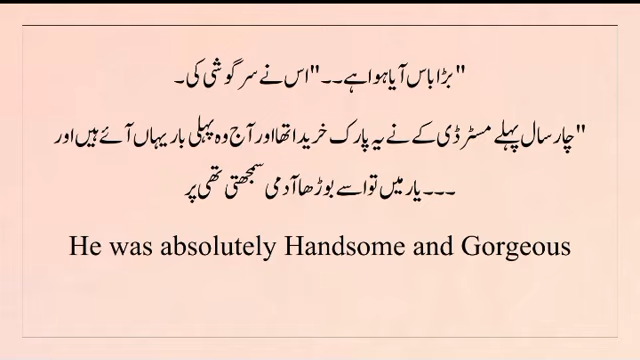 "بڑا باس آیا ہوا ہے۔۔" اس نے سرگوشی کی۔
"چار سال پہلے مسٹر ڈی کے نے یہ پارک خریدا تھا اور آج وہ پہلی بار یہاں آئے ہیں اور
۔۔۔ یار میں تو اسے بوڑھا آدمی سمجھتی تھی پر
He was absolutely Handsome and Gorgeous